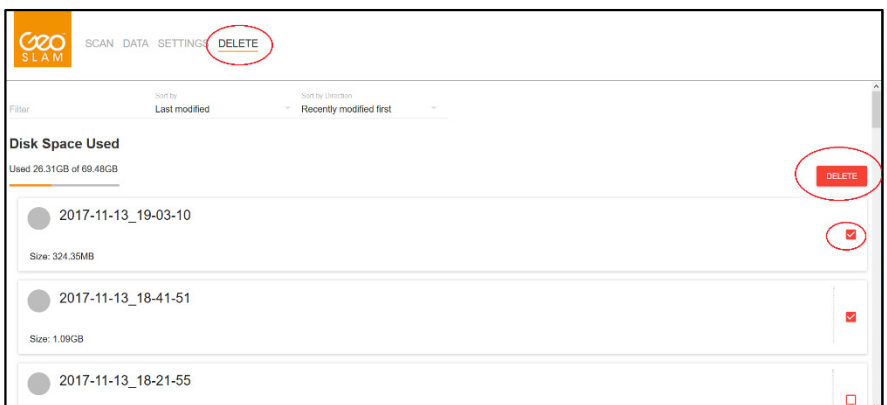 GEO
SLAM
SCAN DATA SETTINGS DELETE
Filter
Sort by
Last modified
Sort by Direction
Recently modified first
Disk Space Used
Used 26.31GB of 69.48GB
DELETE
2017-11-13_19-03-10
Size: 324.35MB
2017-11-13_18-41-51
Size: 1.09GB
2017-11-13_18-21-55